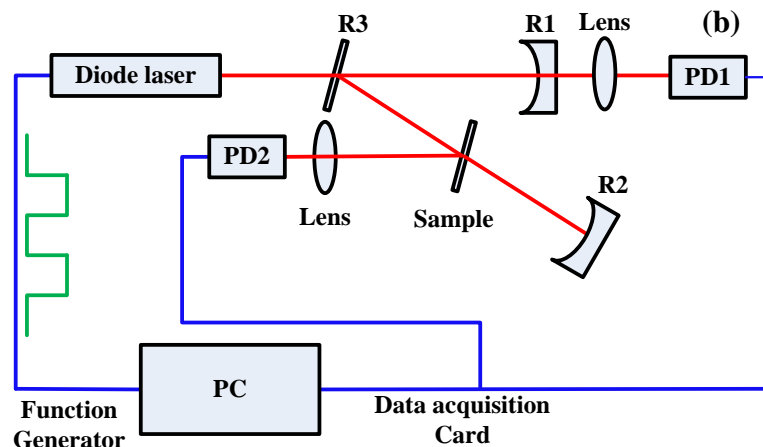 R3
R1
Lens
(b)
Diode laser
PD1
PD2
Lens
Sample
R2
PC
Function
Generator
Data acquisition
Card